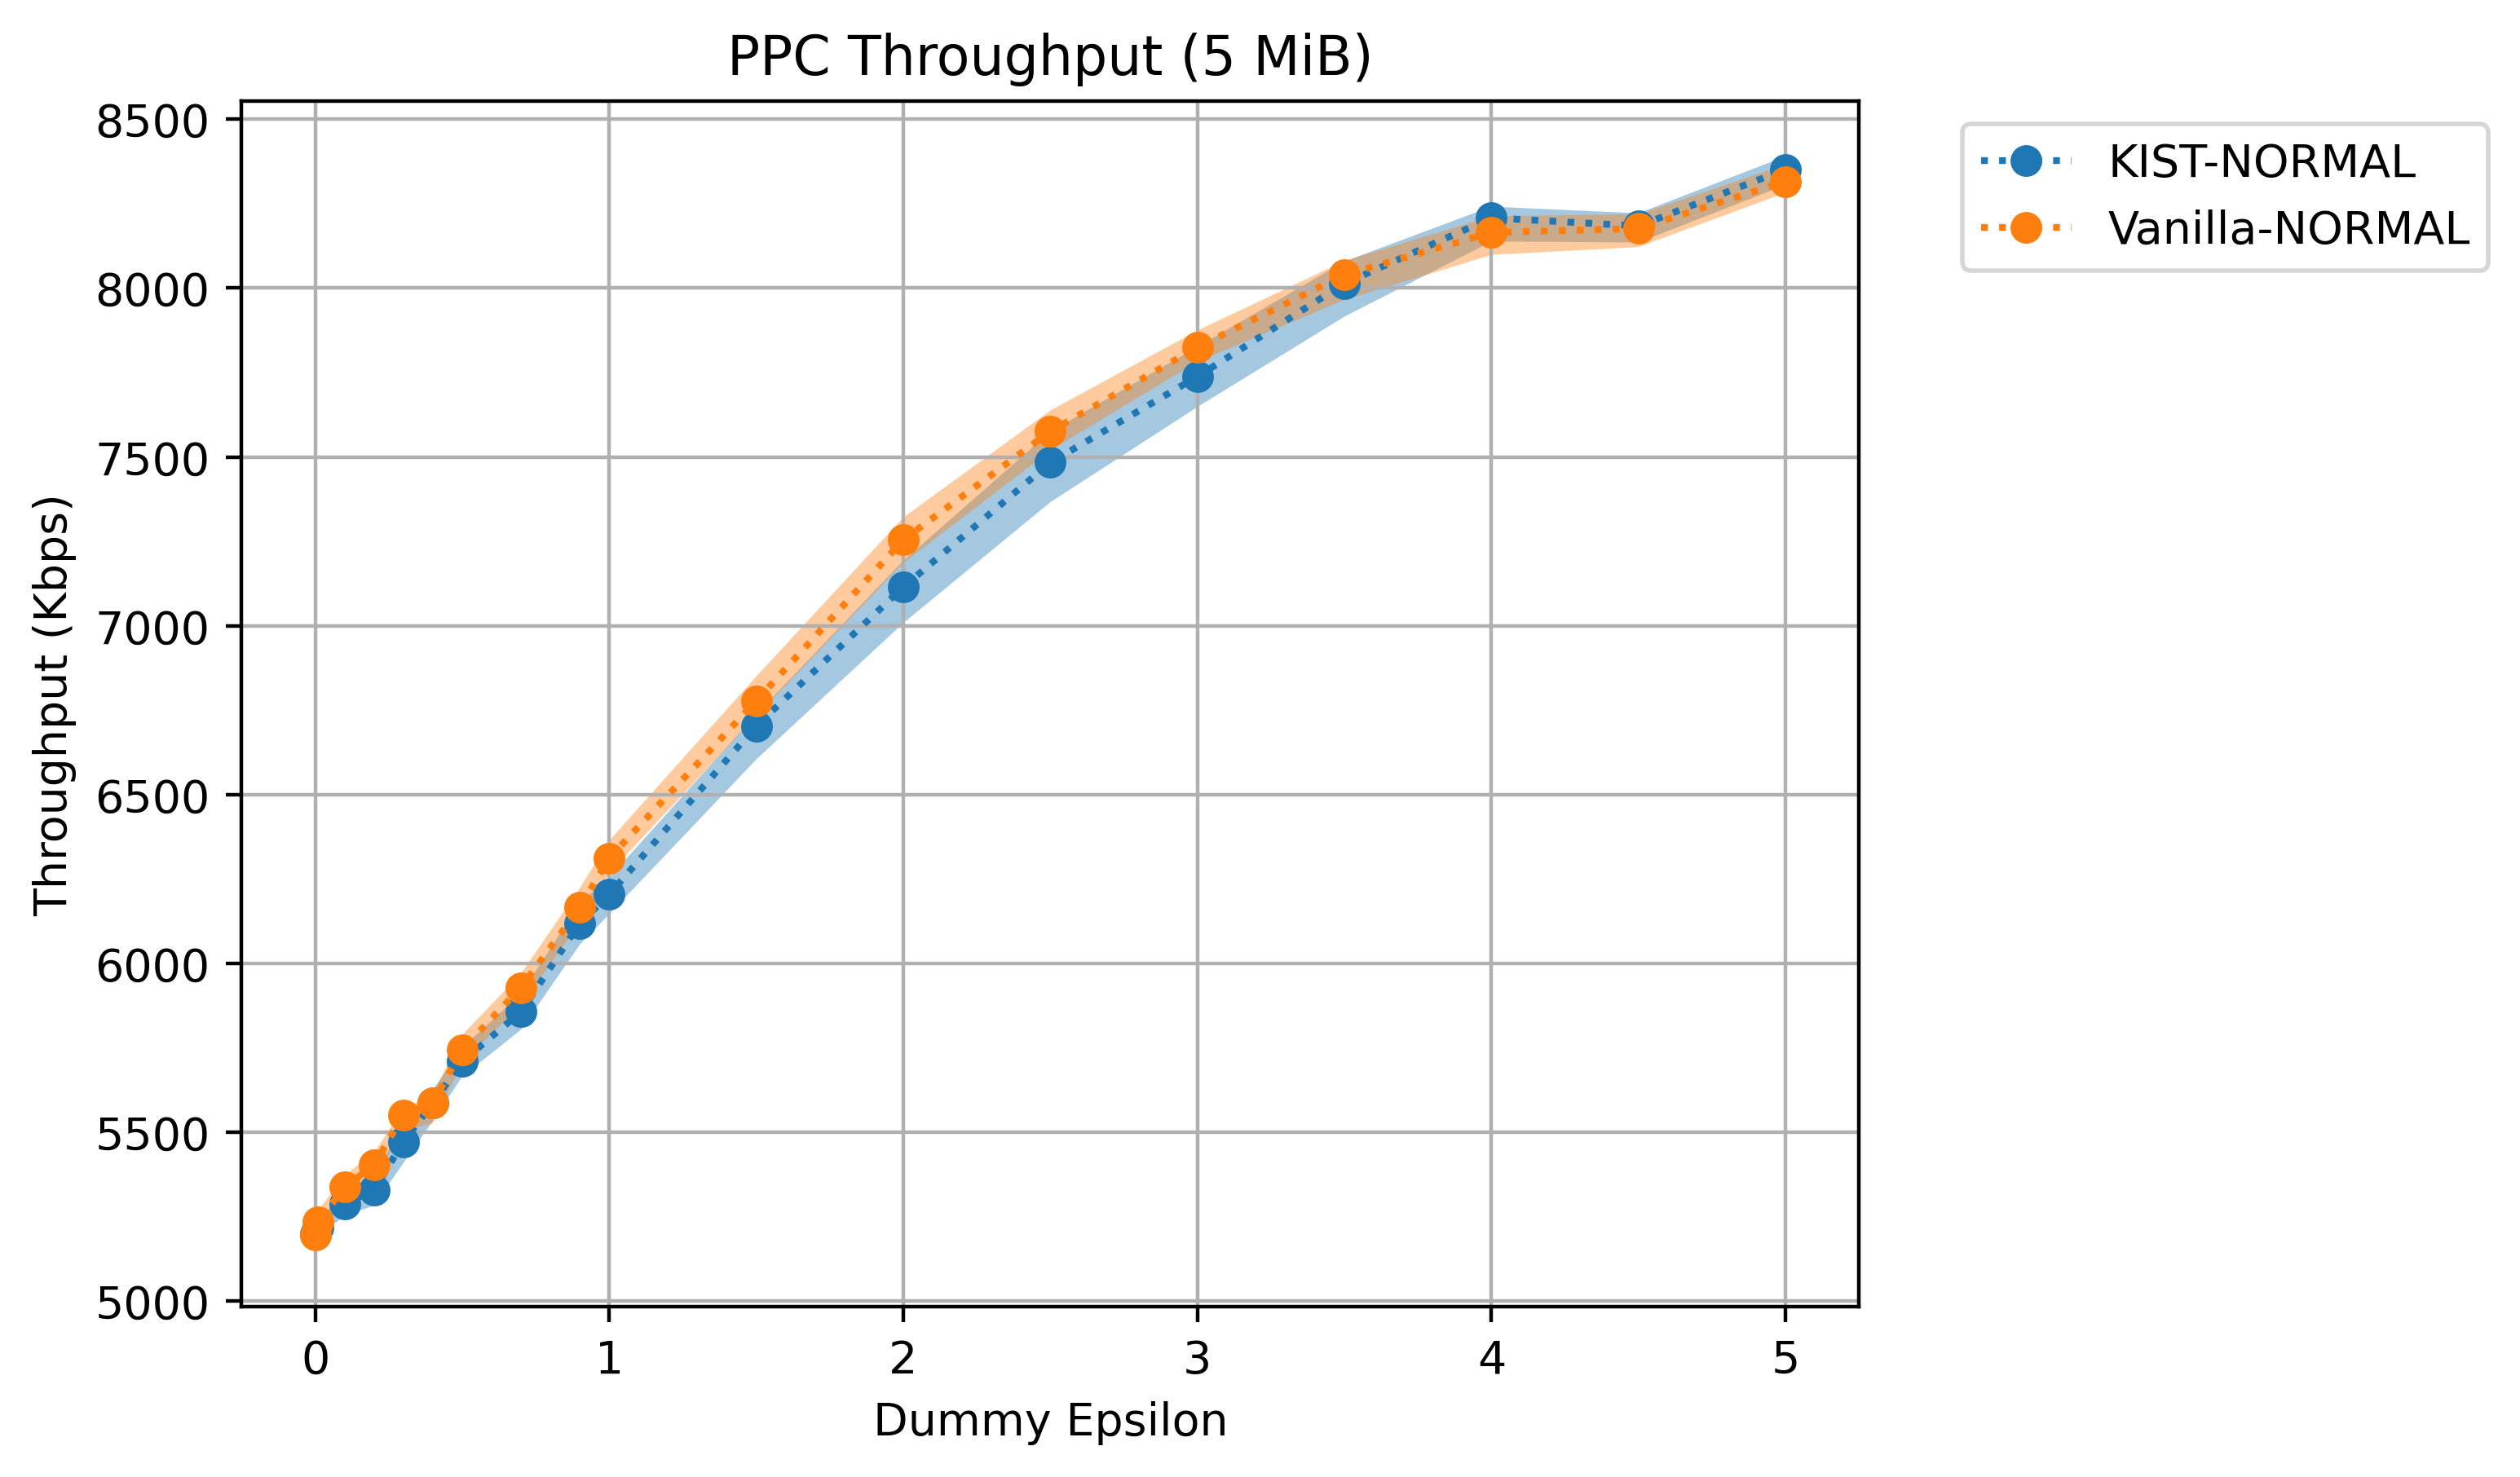 PPC Throughput (5 MiB)
8500
8000
7500
7000
6500
6000
5500
5000
Throughput (Kbps)
0 1 2 3 4 5
Dummy Epsilon
KIST-NORMAL
Vanilla-NORMAL